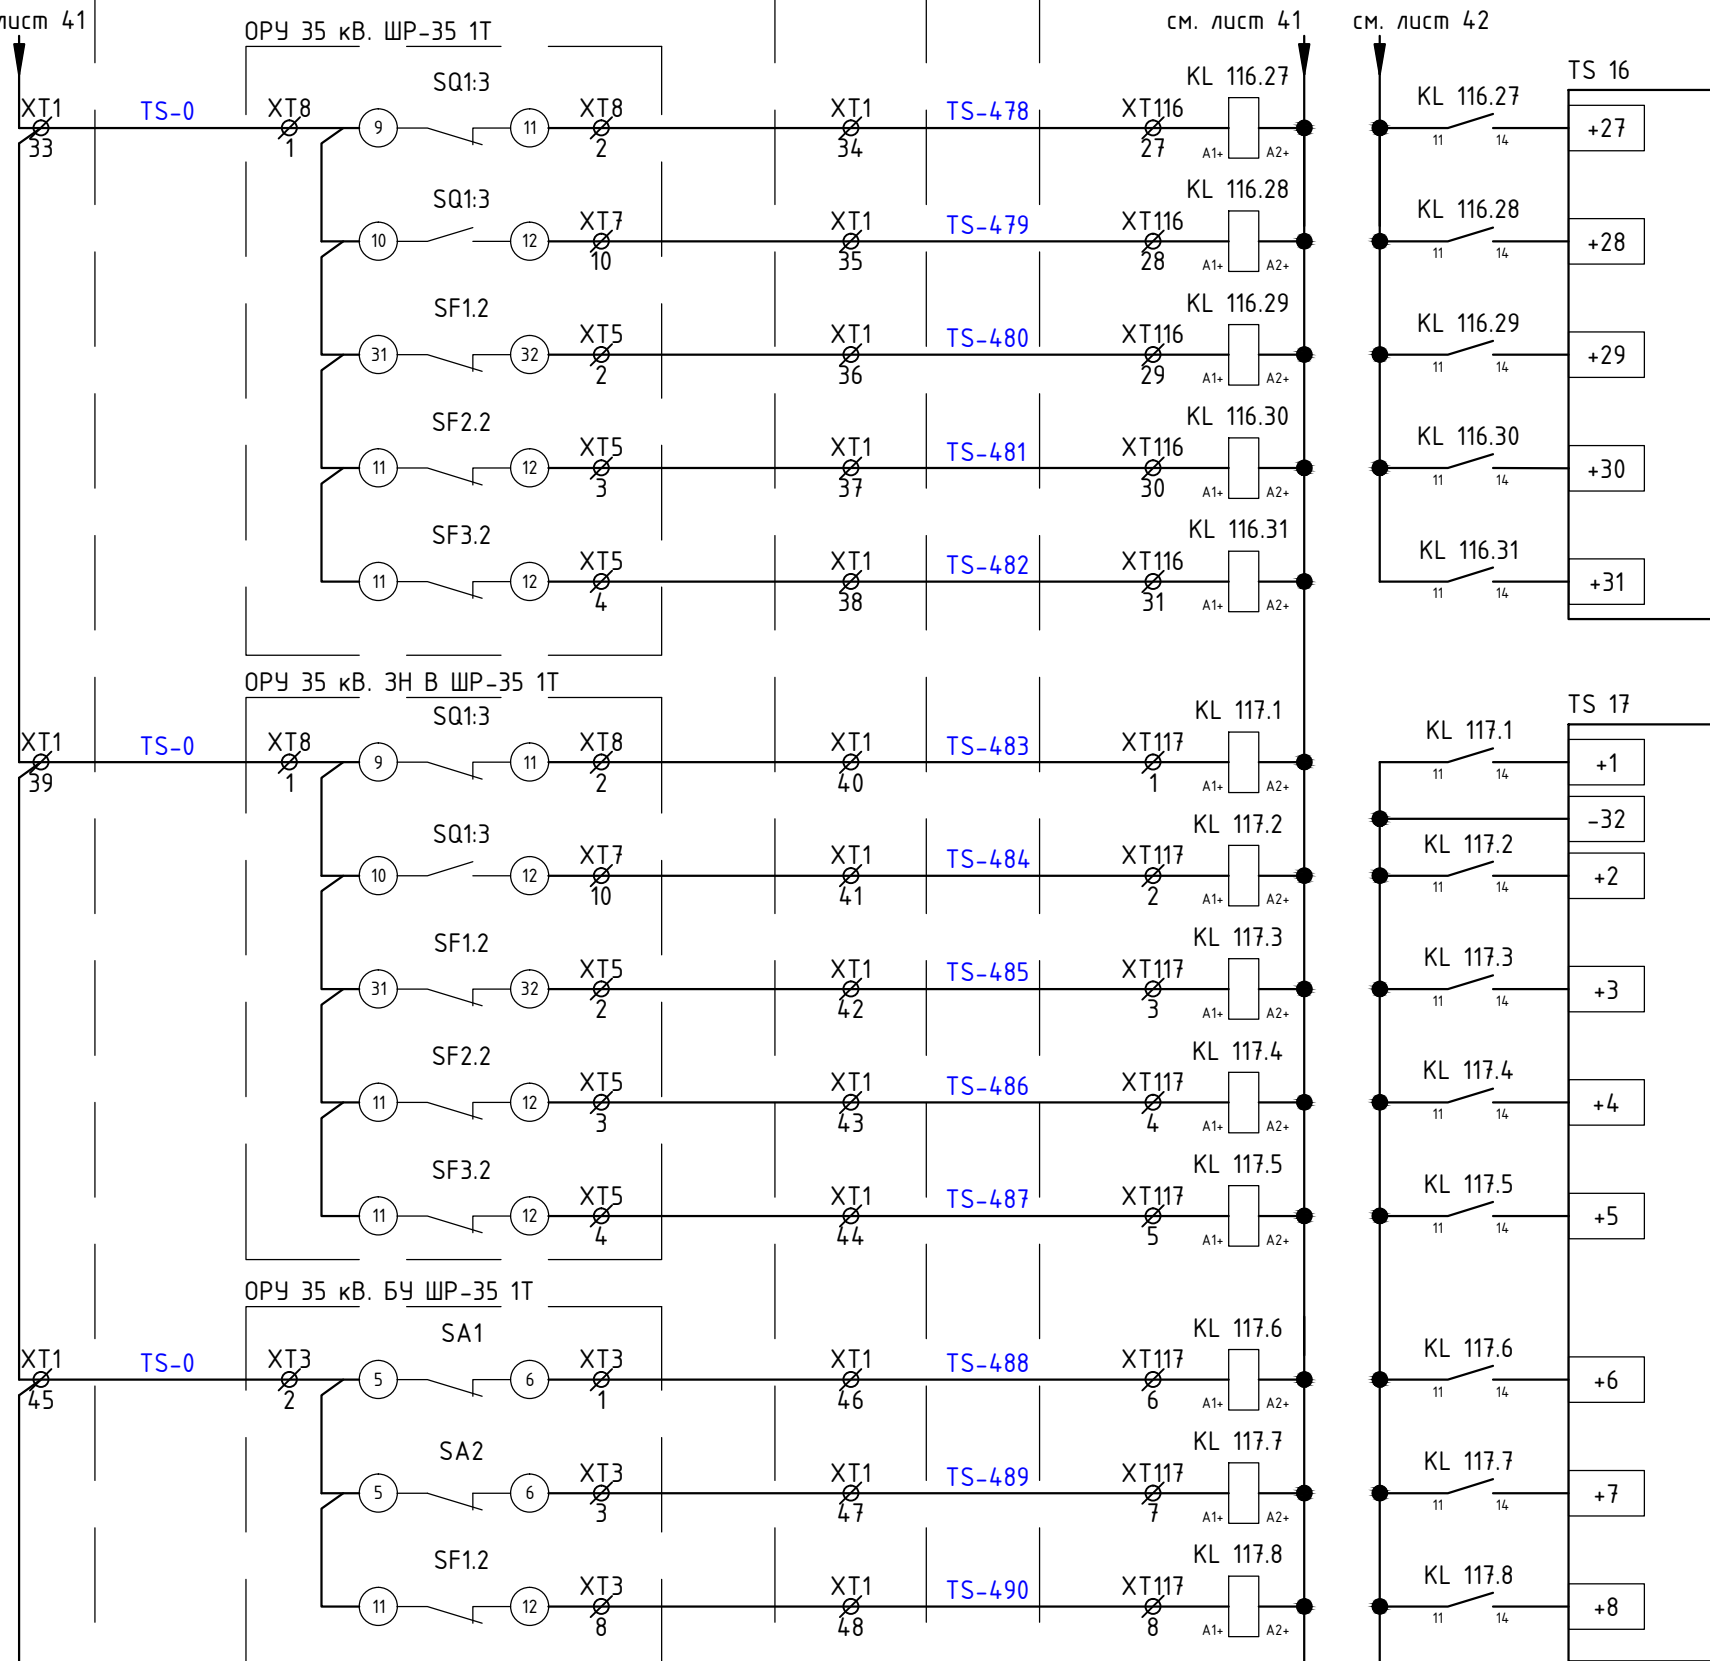 лист 41
см. лист 41
см. лист 42
ОРУ 35 кВ. ШР-35 1Т
TS 16
SQ1:3
KL 116.27
KL 116.27
XT1
TS-0
XT8
9
11
XT8
XT1
TS-478
XT116
+27
33
1
2
34
27
A1+
A2+
11
14
SQ1:3
KL 116.28
KL 116.28
10
12
XT7
XT1
TS-479
XT116
+28
10
35
28
A1+
A2+
11
14
SF1.2
KL 116.29
KL 116.29
31
32
XT5
XT1
TS-480
XT116
+29
2
36
29
A1+
A2+
11
14
SF2.2
KL 116.30
KL 116.30
11
12
XT5
XT1
TS-481
XT116
+30
3
37
30
A1+
A2+
11
14
SF3.2
KL 116.31
KL 116.31
11
12
XT5
XT1
TS-482
XT116
+31
4
38
31
A1+
A2+
11
14
ОРУ 35 кВ. ЗН В ШР-35 1Т
TS 17
SQ1:3
KL 117.1
KL 117.1
XT1
TS-0
XT8
9
11
XT8
XT1
TS-483
XT117
+1
39
1
2
40
1
A1+
A2+
11
14
-32
SQ1:3
KL 117.2
KL 117.2
10
12
XT7
XT1
TS-484
XT117
+2
10
41
2
A1+
A2+
11
14
SF1.2
KL 117.3
KL 117.3
31
32
XT5
XT1
TS-485
XT117
+3
2
42
3
A1+
A2+
11
14
SF2.2
KL 117.4
KL 117.4
11
12
XT5
XT1
TS-486
XT117
+4
3
43
4
A1+
A2+
11
14
SF3.2
KL 117.5
KL 117.5
11
12
XT5
XT1
TS-487
XT117
+5
4
44
5
A1+
A2+
11
14
ОРУ 35 кВ. БУ ШР-35 1Т
SA1
KL 117.6
KL 117.6
XT1
TS-0
XT3
5
6
XT3
XT1
TS-488
XT117
+6
45
2
1
46
6
A1+
A2+
11
14
SA2
KL 117.7
KL 117.7
5
6
XT3
XT1
TS-489
XT117
+7
3
47
7
A1+
A2+
11
14
SF1.2
KL 117.8
KL 117.8
11
12
XT3
XT1
TS-490
XT117
+8
8
48
8
A1+
A2+
11
14